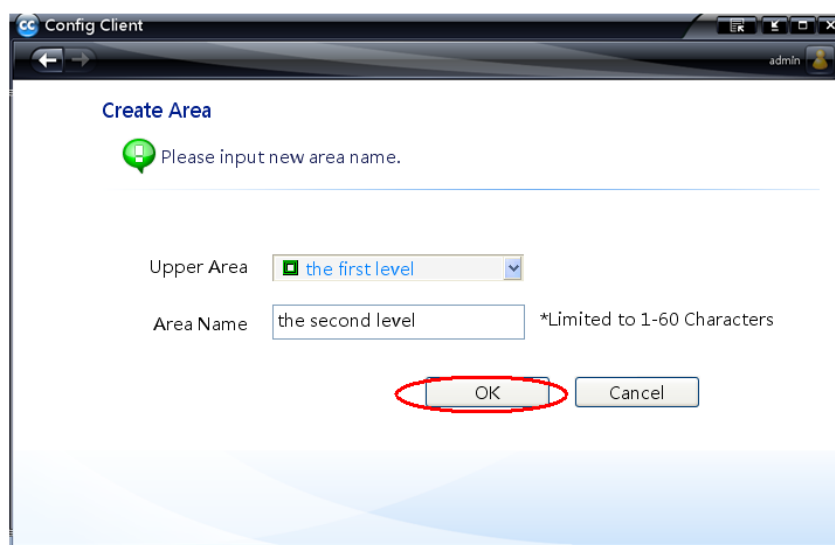 cc Config Client
admin
Create Area
Please input new area name.
Upper Area the first level
Area Name the second level *Limited to 1-60 Characters
OK Cancel